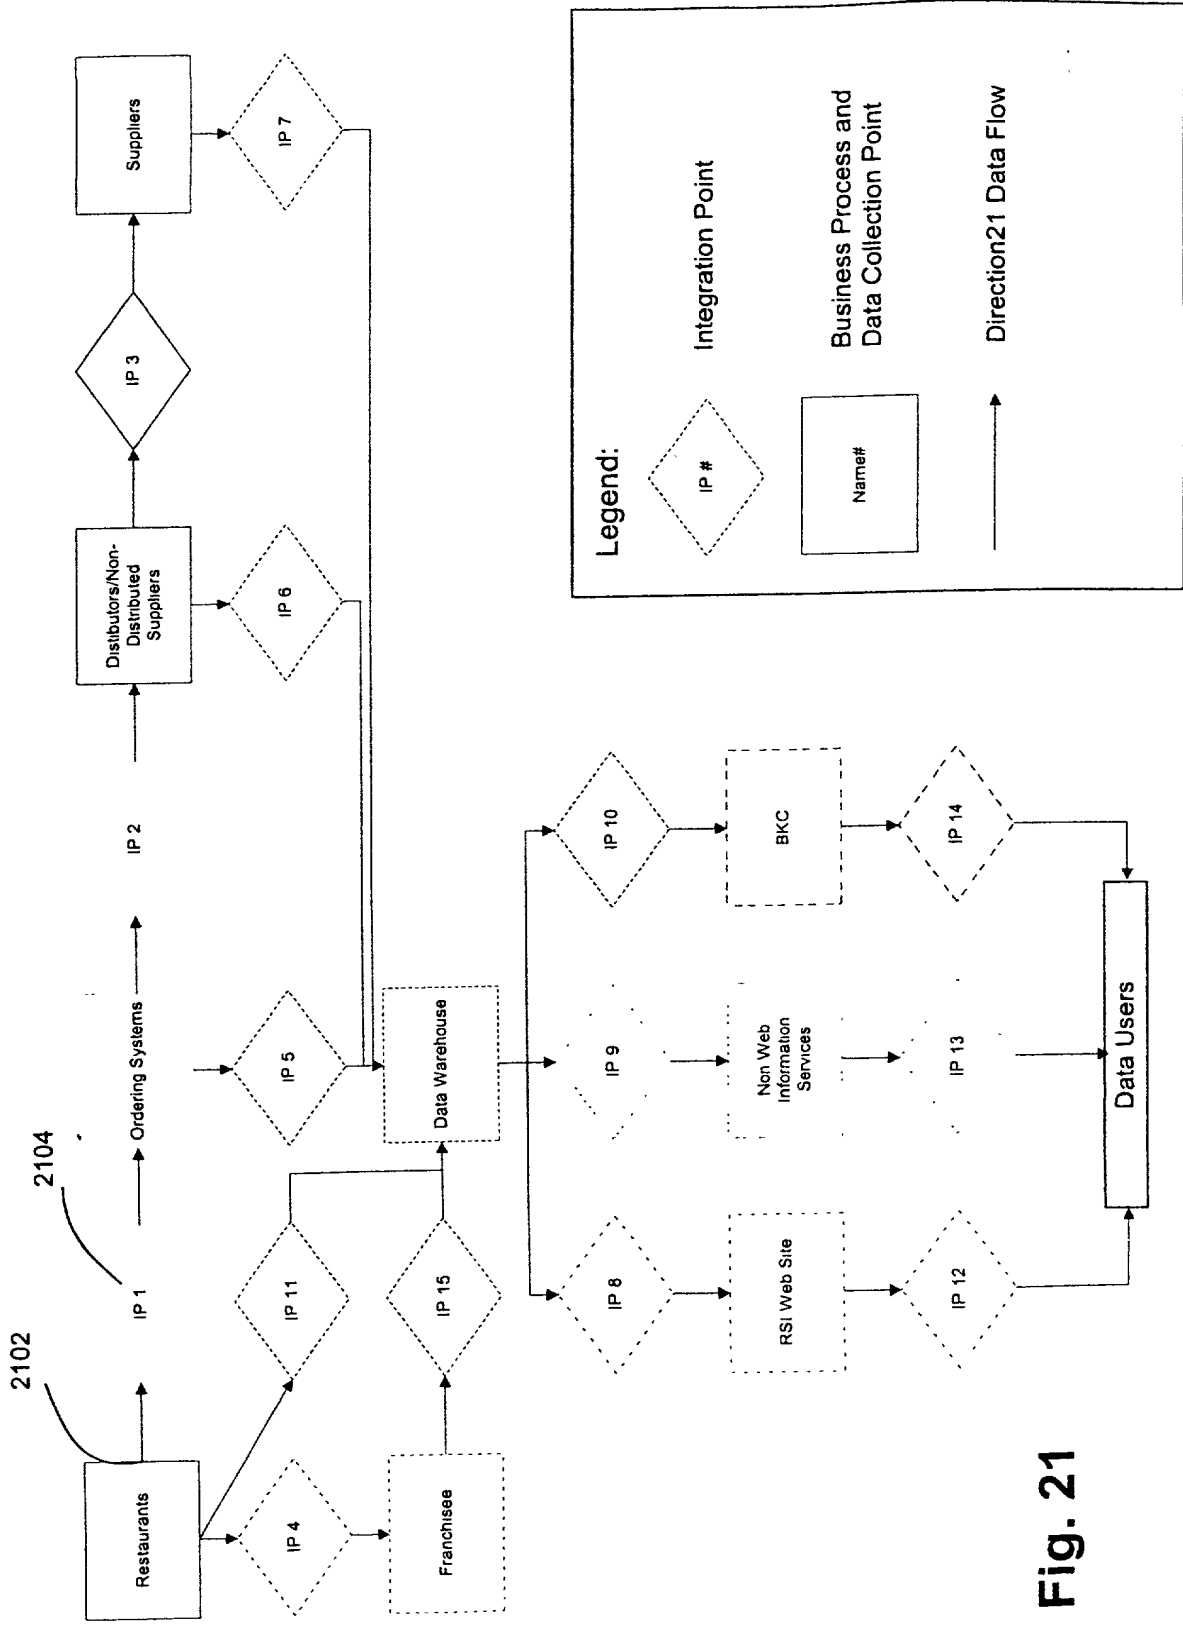 2102
2104
Restaurants
IP 1
Ordering Systems
IP 2
Distibutors/Non-
Distributed
Suppliers
IP 3
Suppliers
IP 4
IP 11
IP 5
IP 6
IP 7
Franchisee
IP 15
Data Warehouse
IP 8
IP 9
IP 10
RSI Web Site
Non Web
Information
Services
BKC
IP 12
IP 13
IP 14
Data Users
Legend:
IP #
Integration Point
Name#
Business Process and
Data Collection Point
Direction21 Data Flow
Fig. 21